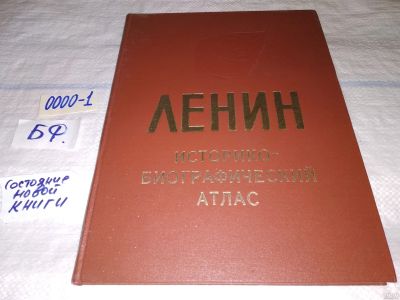 0000-1
БФ.
Состояние
новой
книги
ЛЕНИН
ИСТОРИКО-
БИОГРАФИЧЕСКИЙ
АТЛАС